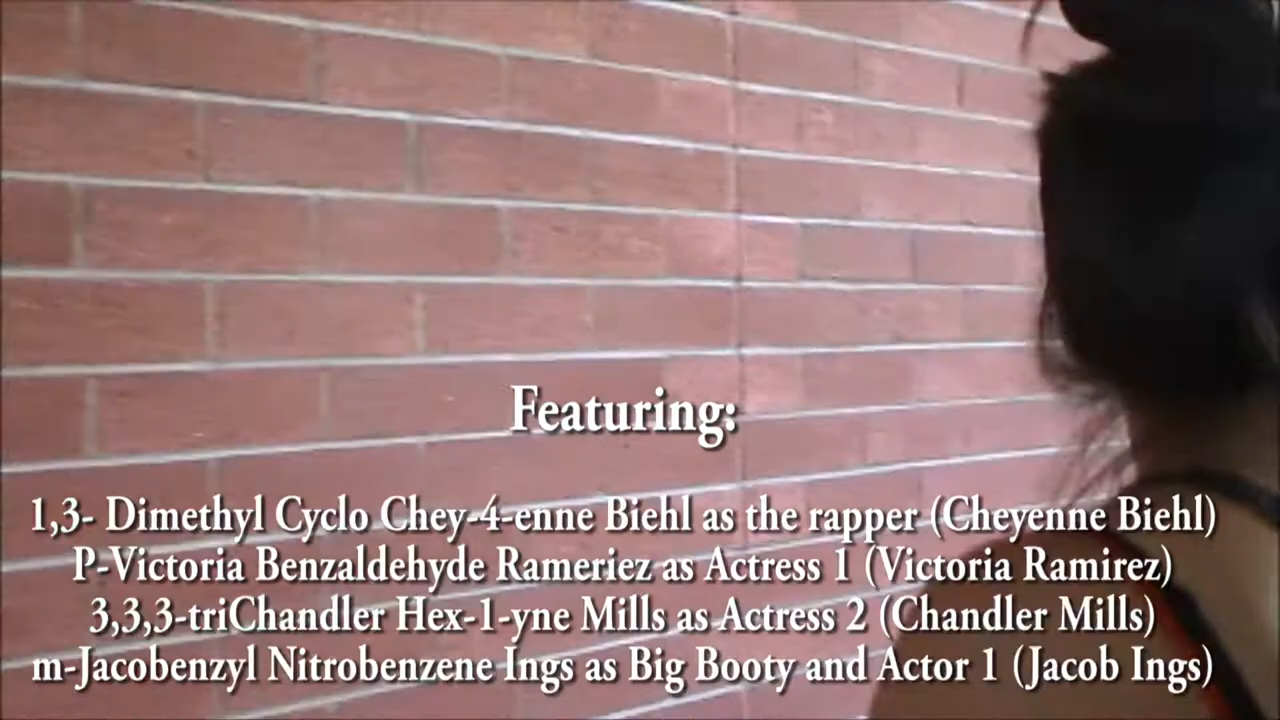 Featuring:
1,3- Dimethyl Cyclo Chey-4-enne Biehl as the rapper (Cheyenne Biehl)
P-Victoria Benzaldehyde Rameriez as Actress 1 (Victoria Ramirez)
3,3,3-triChandler Hex-1-yne Mills as Actress 2 (Chandler Mills)
m-Jacobenzyl Nitrobenzene Ings as Big Booty and Actor 1 (Jacob Ings)